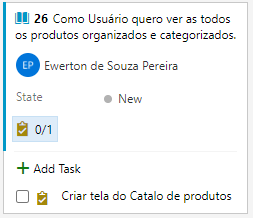 26 Como Usuário quero ver as todos
os produtos organizados e categorizados.
EP Ewerton de Souza Pereira
State New
0/1
Add Task
Criar tela do Catalo de produtos